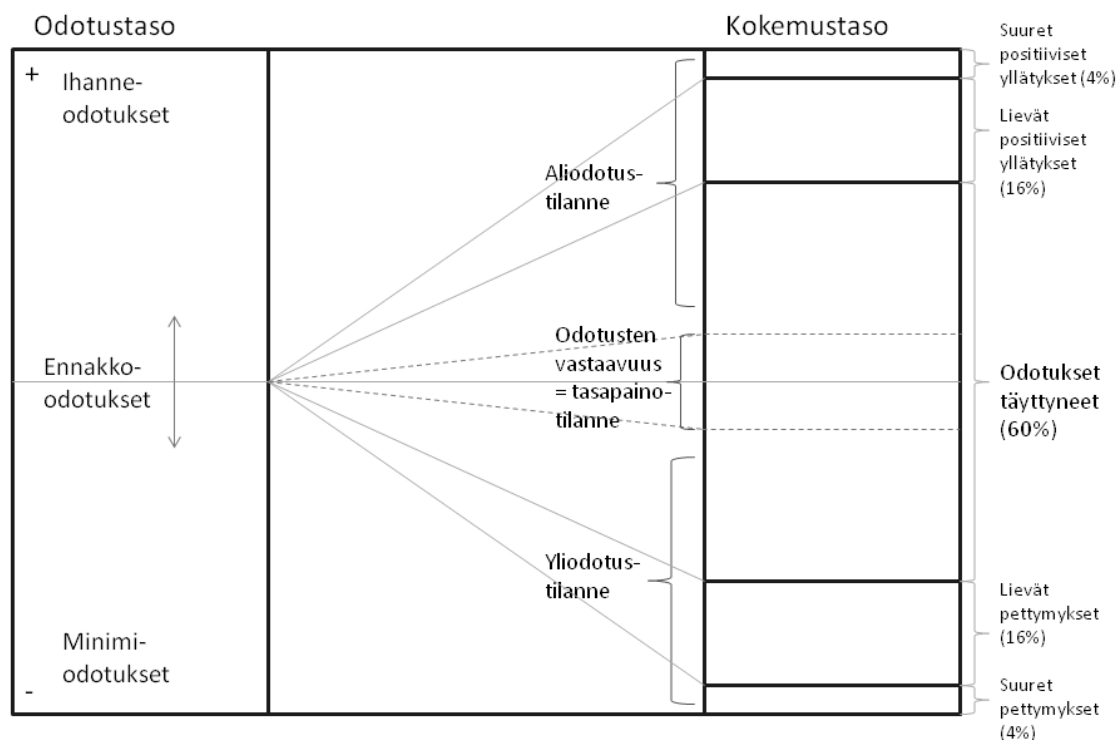 Odotustaso
Kokemustaso
+
Ihanne-
odotukset
Ennakko-
odotukset
Minimi-
odotukset
-
Aliodotus-
tilanne
Odotusten
vastaavuus
= tasapaino-
tilanne
Yliodotus-
tilanne
Suuret
positiiviset
yllätykset (4%)
Lievät
positiiviset
yllätykset
(16%)
Odotukset
täyttyneet
(60%)
Lievät
pettymykset
(16%)
Suuret
pettymykset
(4%)